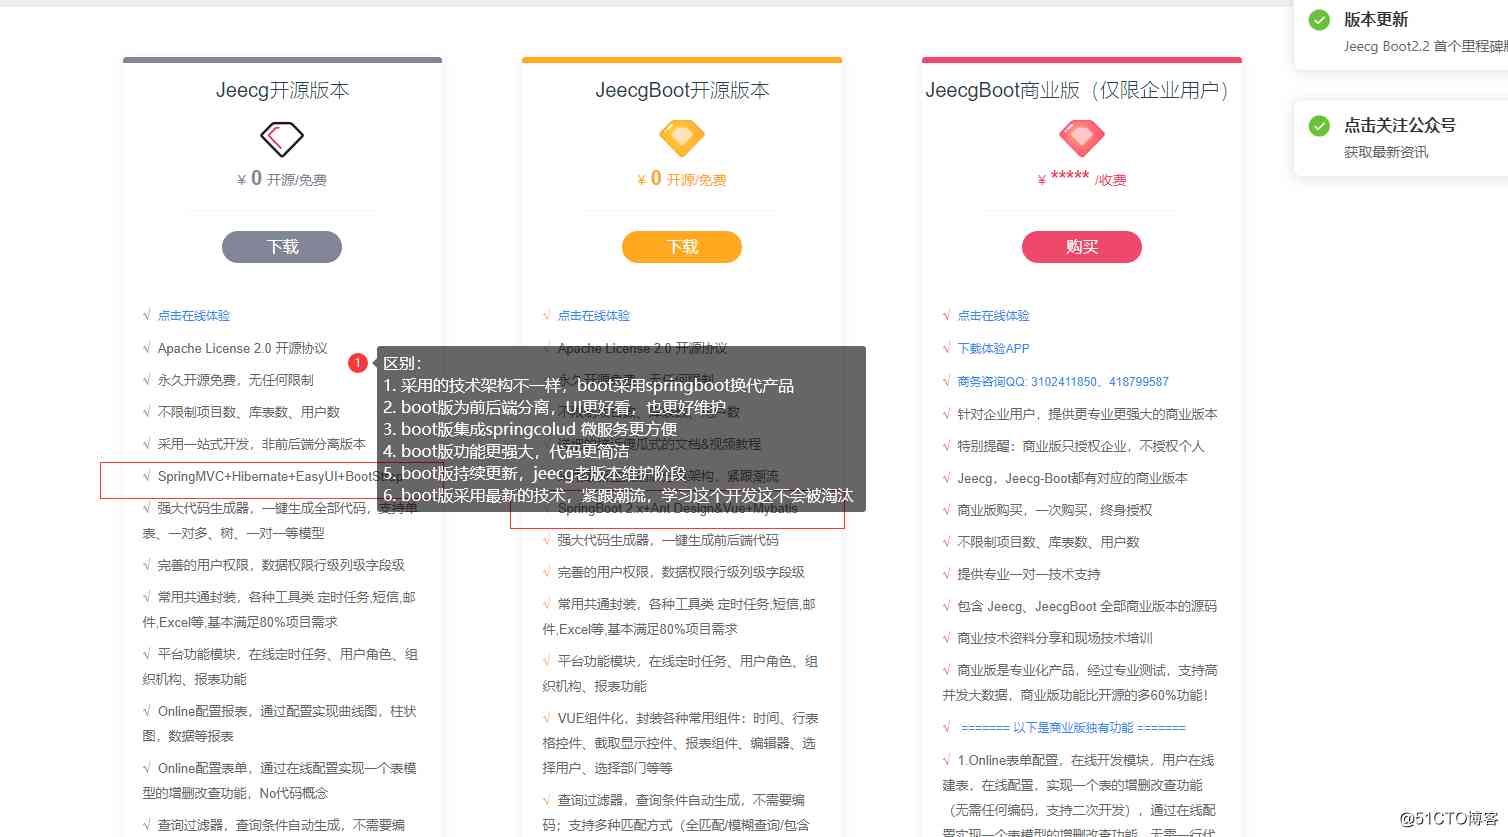 Jeecg开源版本
¥ 0 开源/免费
下载
√ 点击在线体验
√ Apache License 2.0 开源协议
√ 永久开源免费，无任何限制
√ 不限制项目数、库表数、用户数
√ 采用一站式开发，非前后端分离版本
√ SpringMVC+Hibernate+EasyUI+BootStrap
√ 强大代码生成器，一键生成全部代码，支持单
表、一对多、树、一对一等模型
√ 完善的用户权限，数据权限行级列级字段级
√ 常用共通封装，各种工具类 定时任务,短信,邮
件,Excel等,基本满足80%项目需求
√ 平台功能模块，在线定时任务、用户角色、组
织机构、报表功能
√ Online配置报表，通过配置实现曲线图，柱状
图，数据等报表
√ Online配置表单，通过在线配置实现一个表模
型的增删改查功能，No代码概念
√ 查询过滤器，查询条件自动生成，不需要编
1
区别：
1. 采用的技术架构不一样，boot采用springboot换代产品
2. boot版为前后端分离，UI更好看，也更好维护
3. boot版集成springcolud 微服务更方便
4. boot版功能更强大，代码更简洁
5. boot版持续更新，jeecg老版本维护阶段
6. boot版采用最新的技术，紧跟潮流，学习这个开发这不会被淘汰
JeecgBoot开源版本
¥ 0 开源/免费
下载
√ 点击在线体验
Apache License 2.0 开源协议
SpringBoot 2.x+Ant Design&Vue+Mybatis
√ 强大代码生成器，一键生成前后端代码
√ 完善的用户权限，数据权限行级列级字段级
√ 常用共通封装，各种工具类 定时任务,短信,邮
件,Excel等,基本满足80%项目需求
√ 平台功能模块，在线定时任务、用户角色、组
织机构、报表功能
√ VUE组件化，封装各种常用组件：时间、行表
格控件、截取显示控件、报表组件、编辑器、选
择用户、选择部门等等
√ 查询过滤器，查询条件自动生成，不需要编
码；支持多种匹配方式（全匹配/模糊查询/包含
JeecgBoot商业版（仅限企业用户）
¥ ***** /收费
购买
√ 点击在线体验
√ 下载体验APP
√ 商务咨询QQ: 3102411850、418799587
√ 针对企业用户，提供更专业更强大的商业版本
√ 特别提醒：商业版只授权企业，不授权个人
√ Jeecg，Jeecg-Boot都有对应的商业版本
√ 商业版购买，一次购买，终身授权
√ 不限制项目数、库表数、用户数
√ 提供专业一对一技术支持
√ 包含 Jeecg、JeecgBoot 全部商业版本的源码
√ 商业技术资料分享和现场技术培训
√ 商业版是专业化产品，经过专业测试，支持高
并发大数据，商业版功能比开源的多60%功能！
√ ======= 以下是商业版独有功能 =======
√ 1.Online表单配置，在线开发模块，用户在线
建表，在线配置，实现一个表的增删改查功能
（无需任何编码，支持二次开发），通过在线配
置实现一个表模型的增删改查功能，无需一行代
版本更新
Jeecg Boot2.2 首个里程碑
点击关注公众号
获取最新资讯
@51CTO博客